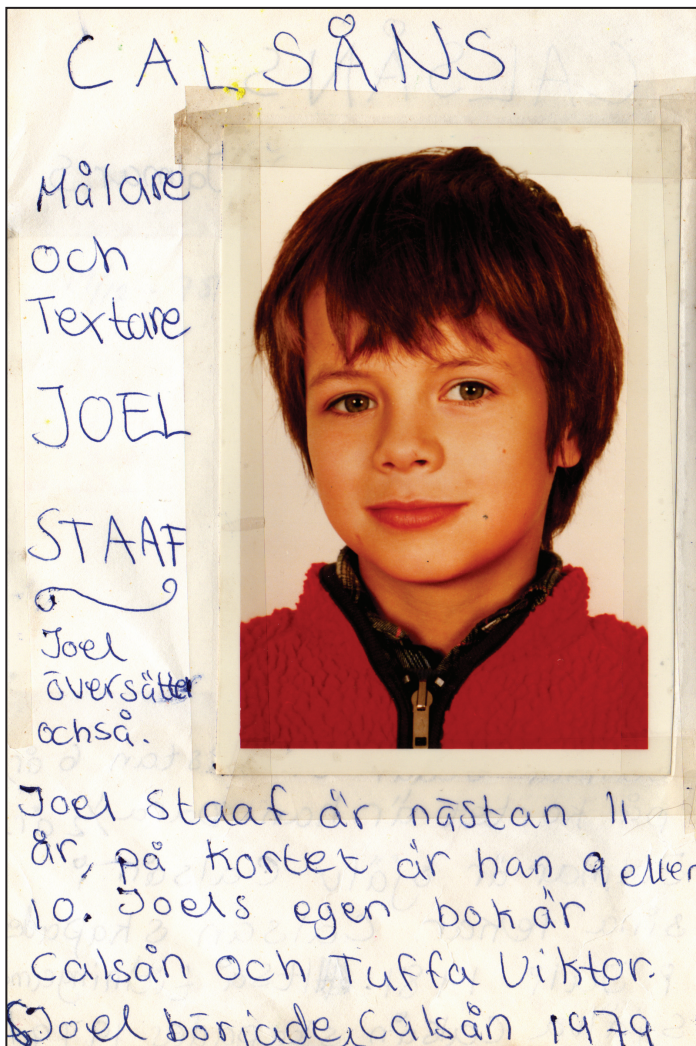 CALSÅNS
Målare
och
Textare
JOEL
STAAF
Joel
översätter
ochså.
Joel Staaf är nästan 11
år, på kortet är han 9 eller
10. Joels egen bok är
Calsån och Tuffa Viktor.
Joel började, Calsån 1979